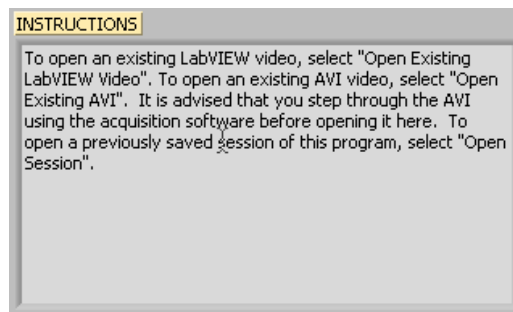 INSTRUCTIONS
To open an existing LabVIEW video, select "Open Existing
LabVIEW Video". To open an existing AVI video, select "Open
Existing AVI".  It is advised that you step through the AVI
using the acquisition software before opening it here.  To
open a previously saved session of this program, select "Open
Session".